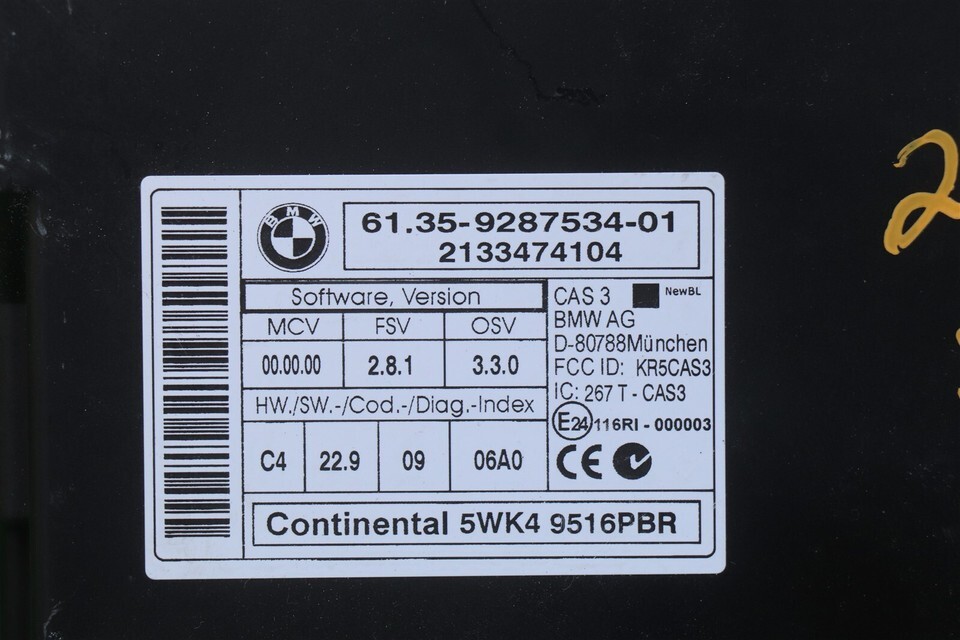 BMW
61.35-9287534-01
2133474104
Software, Version
MCV FSV OSV
00.00.00 2.8.1 3.3.0
HW./SW.-/Cod.-/Diag.-Index
C4 22.9 09 06A0
CAS 3 NewBL
BMW AG
D-80788München
FCC ID: KR5CAS3
IC: 267 T - CAS3
E24 116RI - 000003
CE
Continental 5WK4 9516PBR
2